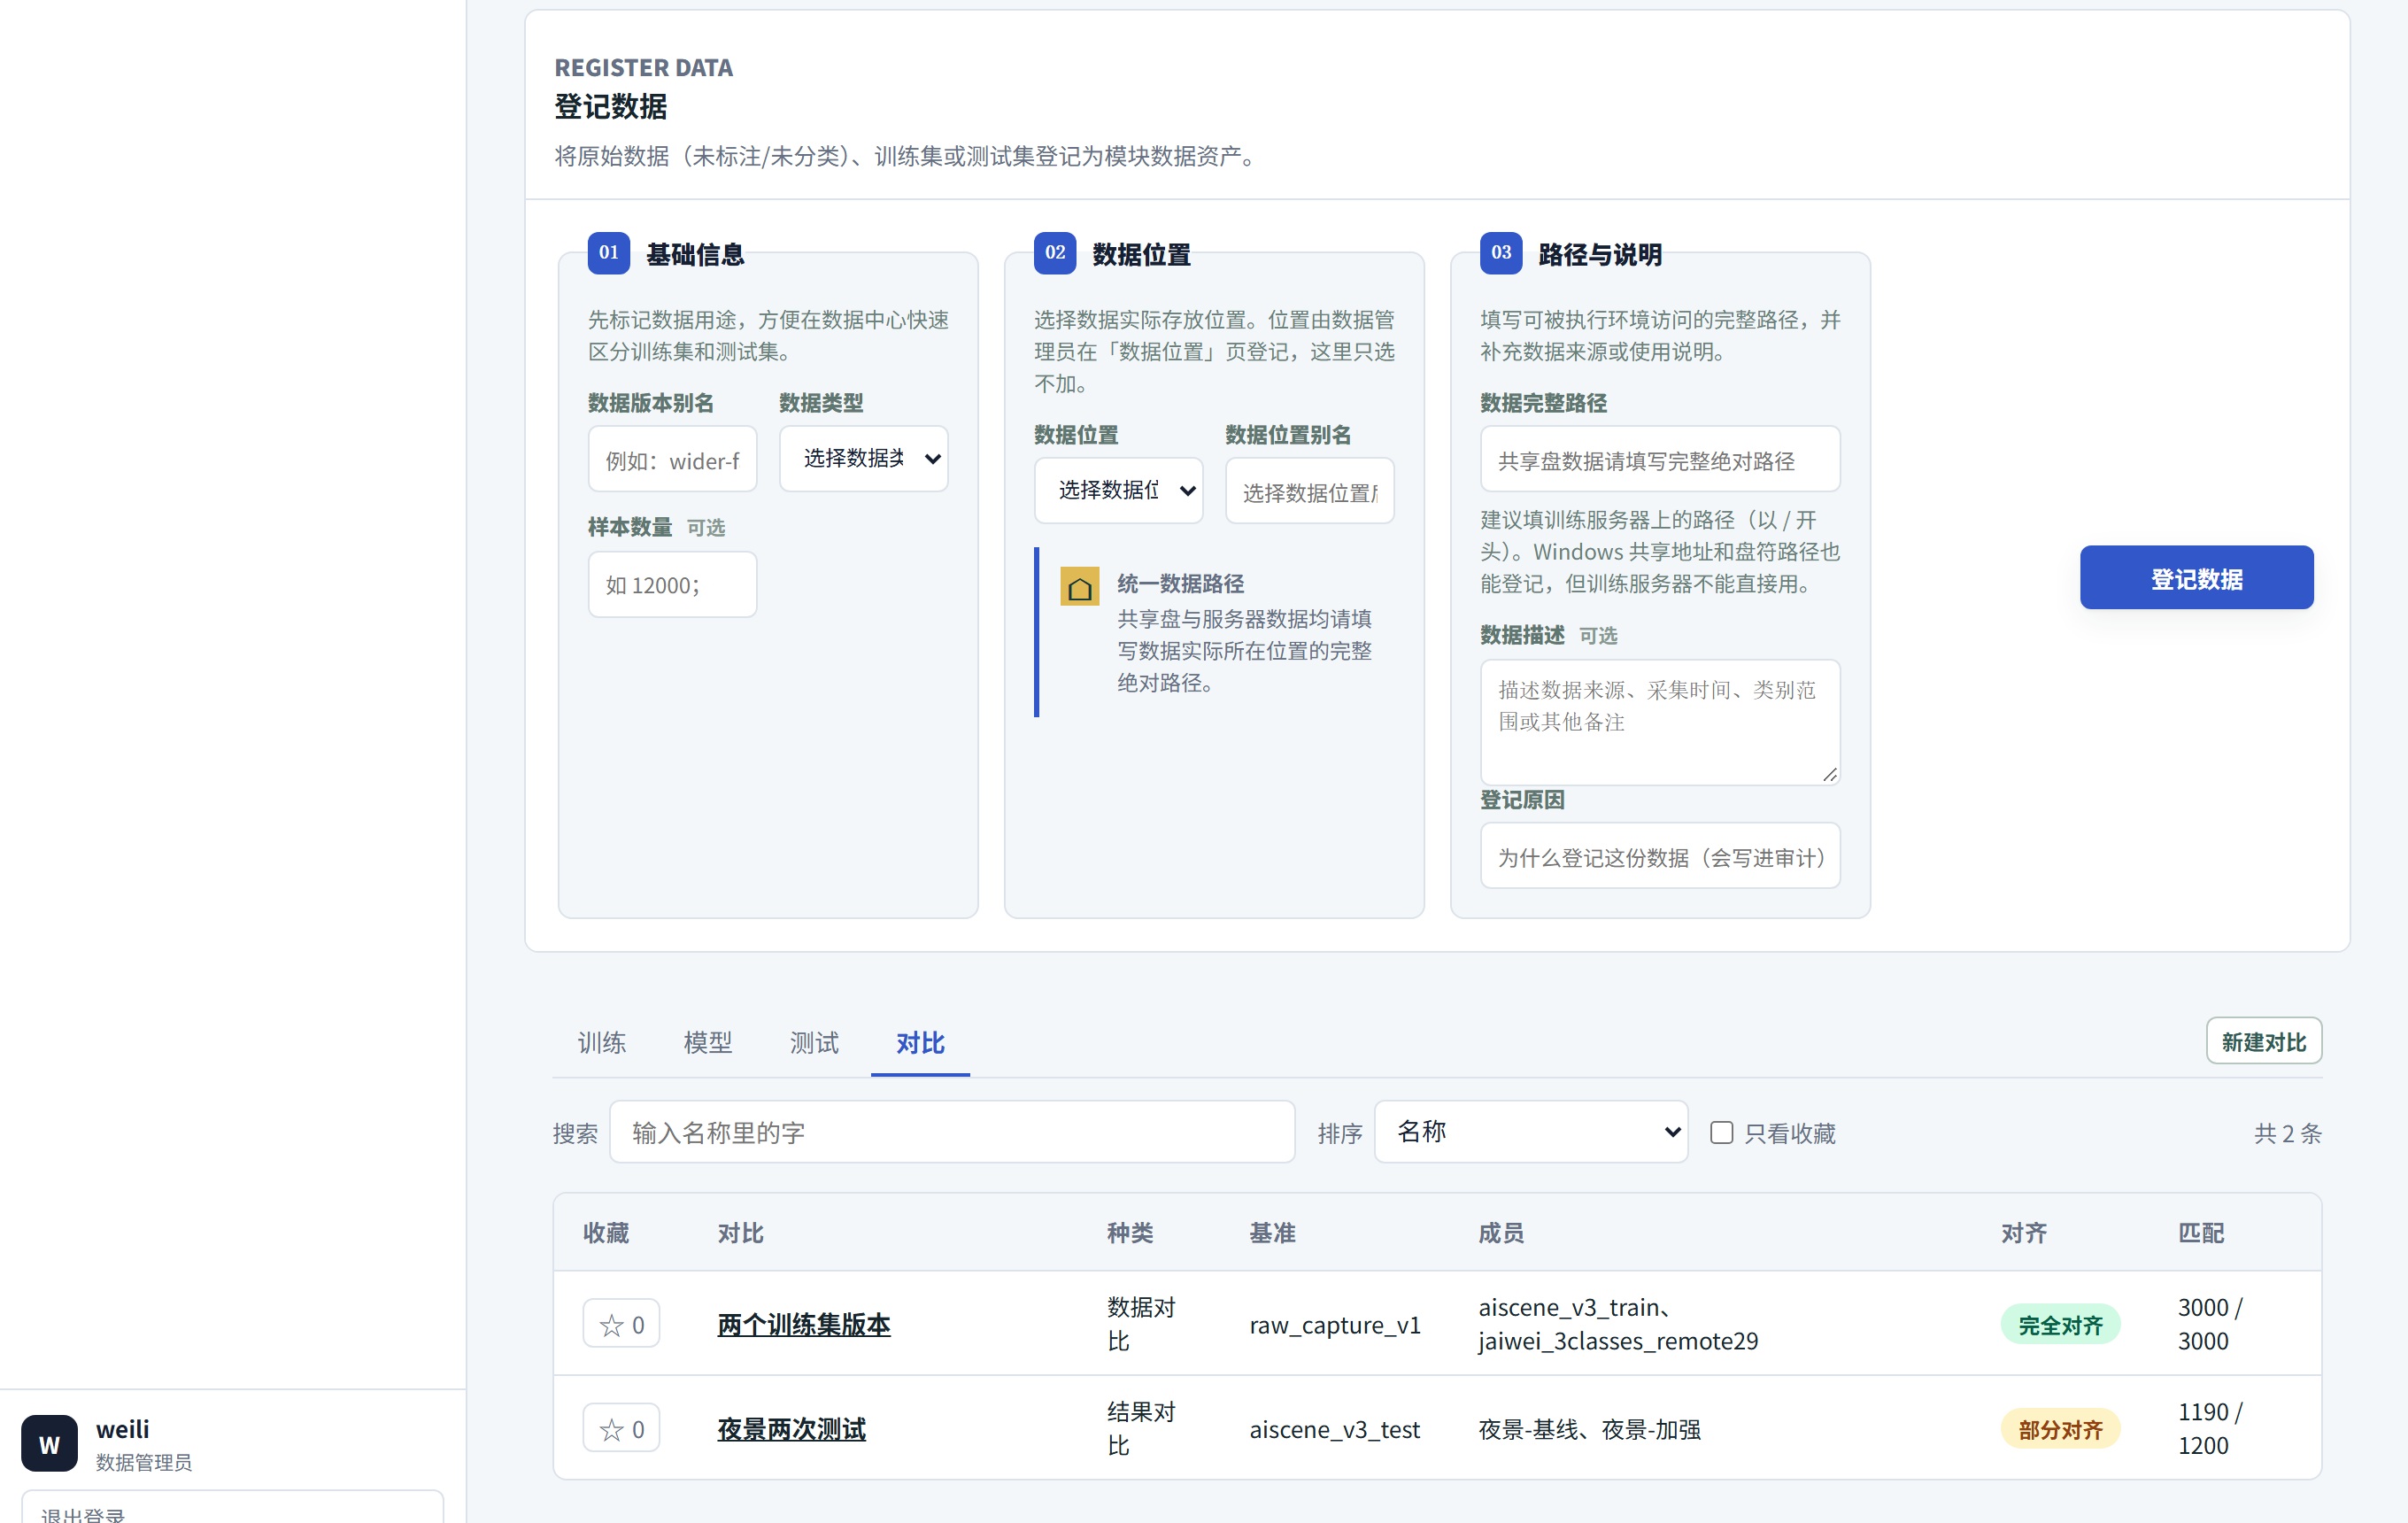 REGISTER DATA
登记数据
将原始数据（未标注/未分类）、训练集或测试集登记为模块数据资产。
01 基础信息
先标记数据用途，方便在数据中心快速
区分训练集和测试集。
数据版本别名 数据类型
例如：wider-f 选择数据类
样本数量 可选
如 12000；
02 数据位置
选择数据实际存放位置。位置由数据管
理员在「数据位置」页登记，这里只选
不加。
数据位置 数据位置别名
选择数据位 选择数据位置
统一数据路径
共享盘与服务器数据均请填
写数据实际所在位置的完整
绝对路径。
03 路径与说明
填写可被执行环境访问的完整路径，并
补充数据来源或使用说明。
数据完整路径
共享盘数据请填写完整绝对路径
建议填训练服务器上的路径（以 / 开
头）。Windows 共享地址和盘符路径也
能登记，但训练服务器不能直接用。
数据描述 可选
描述数据来源、采集时间、类别范
围或其他备注
登记原因
为什么登记这份数据（会写进审计）
登记数据
训练 模型 测试 对比 新建对比
搜索 输入名称里的字 排序 名称 只看收藏 共 2 条
收藏 对比 种类 基准 成员 对齐 匹配
☆ 0 两个训练集版本 数据对
比 raw_capture_v1 aiscene_v3_train、
jaiwei_3classes_remote29 完全对齐 3000 /
3000
☆ 0 夜景两次测试 结果对
比 aiscene_v3_test 夜景-基线、夜景-加强 部分对齐 1190 /
1200
W weili
数据管理员
退出登录